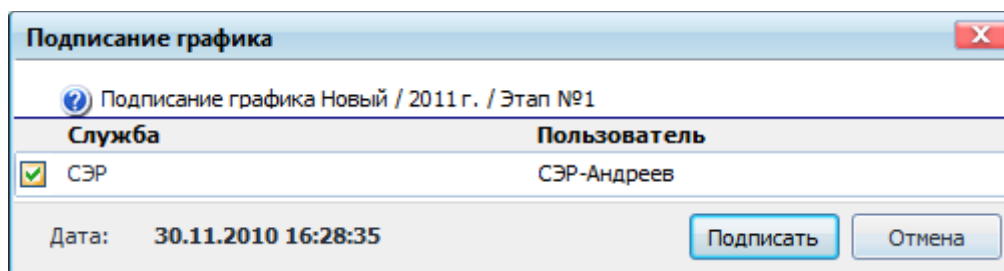 Подписание графика
Подписание графика Новый / 2011 г. / Этап №1
Служба Пользователь
СЭР СЭР-Андреев
Дата: 30.11.2010 16:28:35 Подписать Отмена